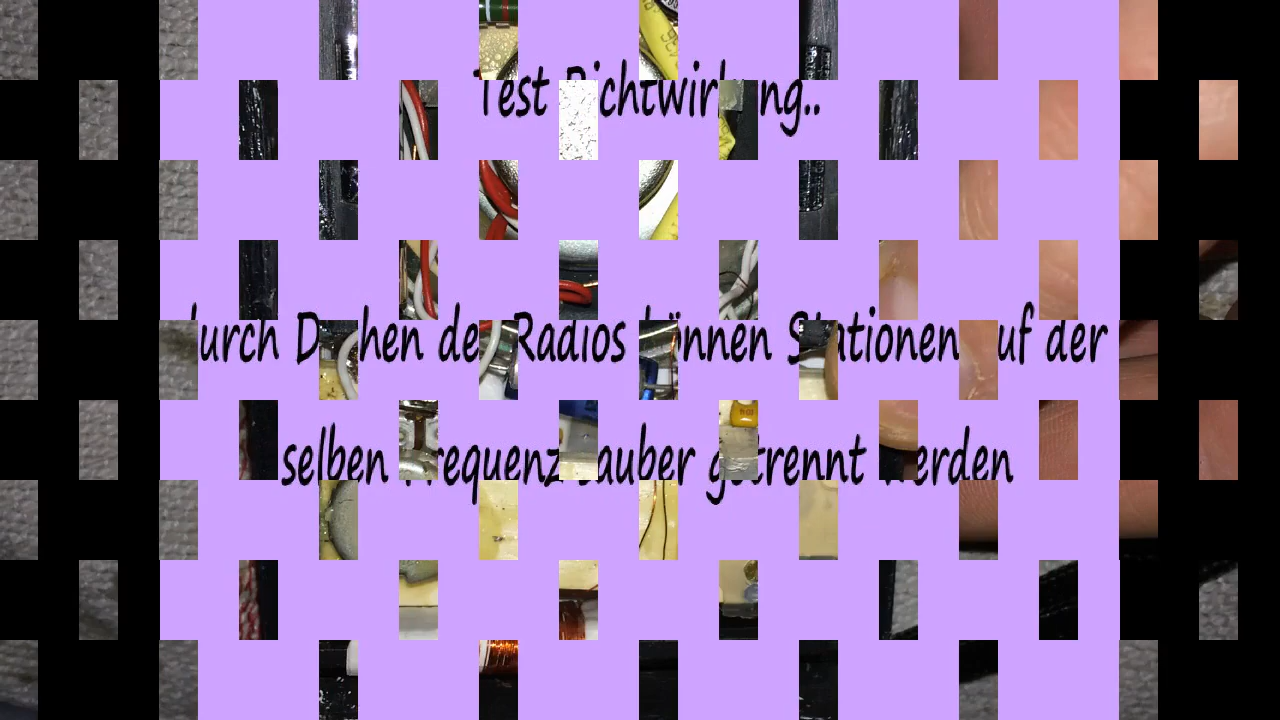 Test Richtwirkung..
durch Drehen des Radios können Stationen auf der
selben Frequenz sauber getrennt werden